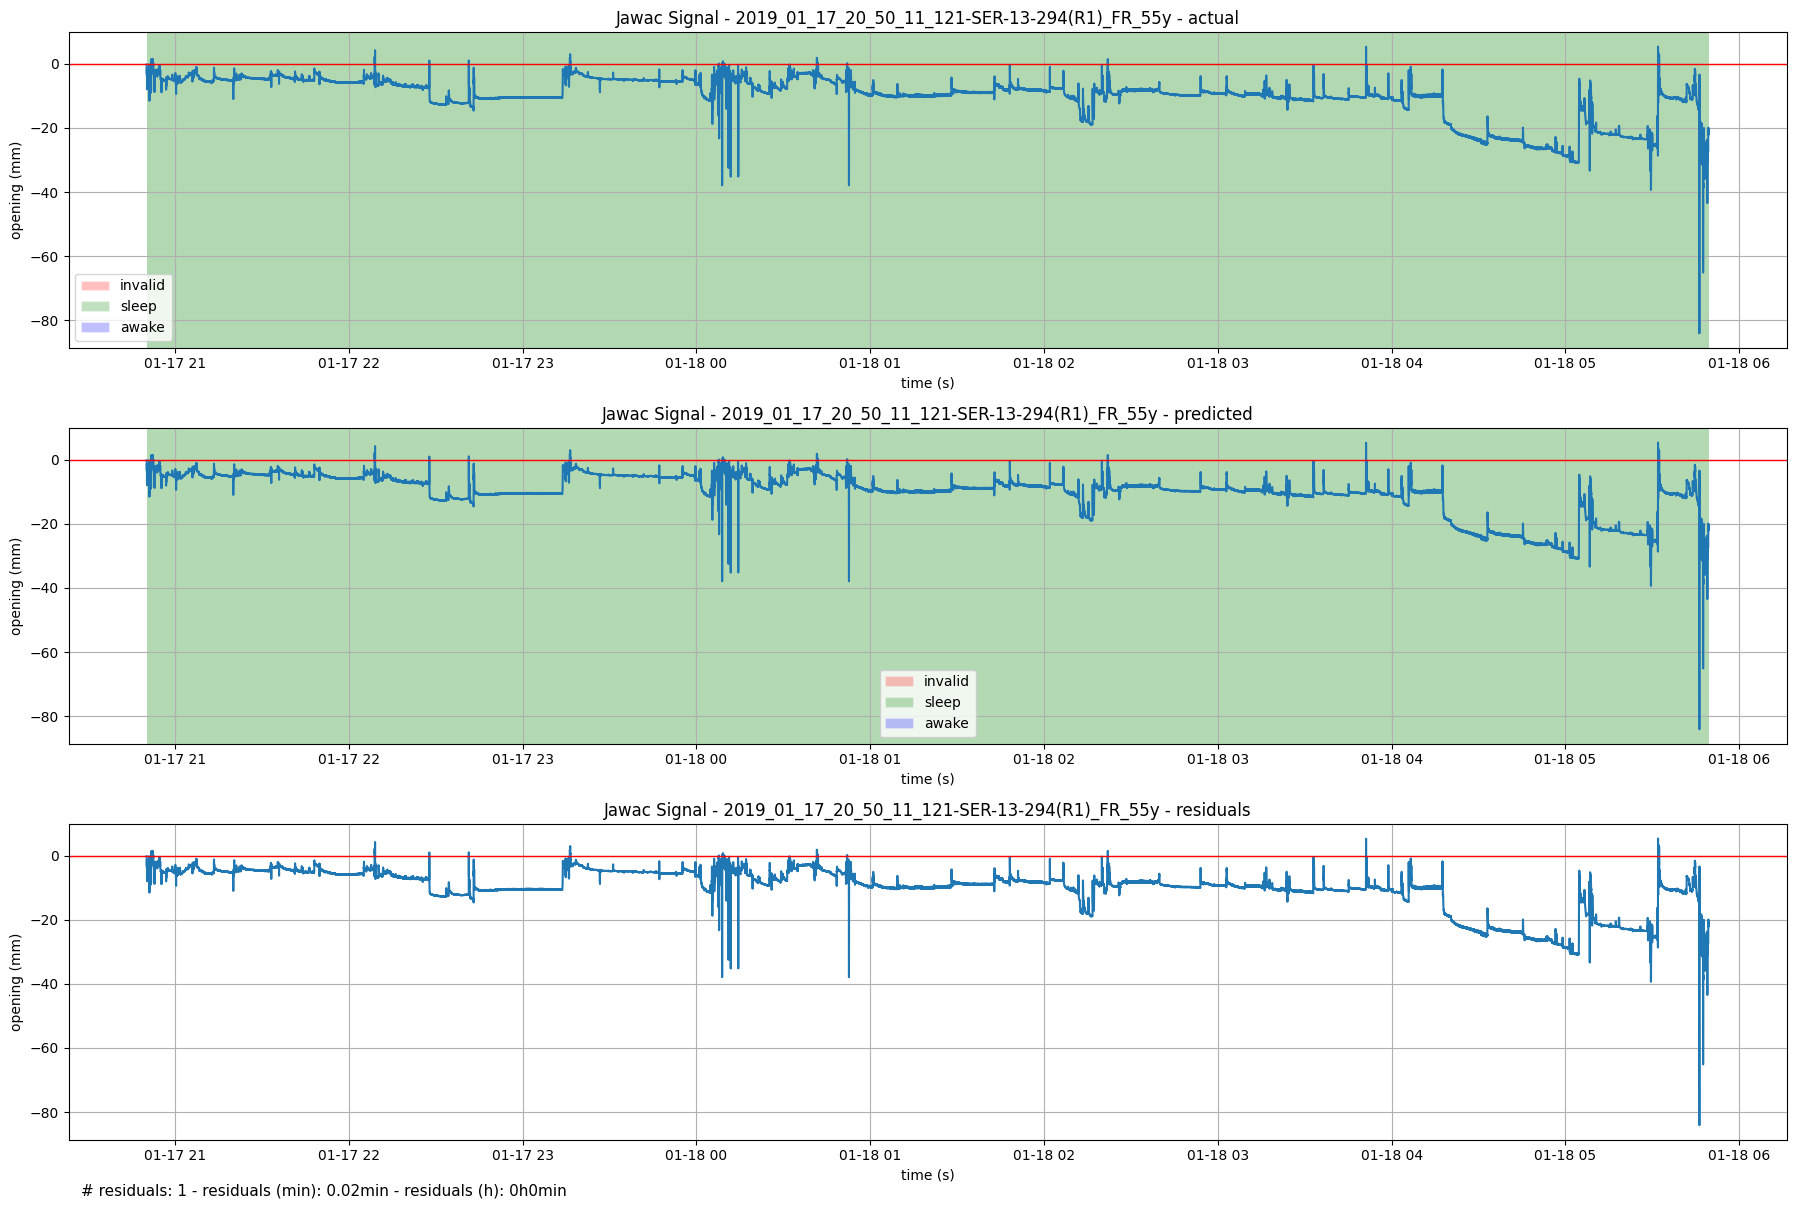 Jawac Signal - 2019_01_17_20_50_11_121-SER-13-294(R1)_FR_55y - actual
opening (mm)
0
−20
−40
−60
−80
invalid
sleep
awake
01-17 21 01-17 22 01-17 23 01-18 00 01-18 01 01-18 02 01-18 03 01-18 04 01-18 05 01-18 06
time (s)
Jawac Signal - 2019_01_17_20_50_11_121-SER-13-294(R1)_FR_55y - predicted
opening (mm)
0
−20
−40
−60
−80
invalid
sleep
awake
01-17 21 01-17 22 01-17 23 01-18 00 01-18 01 01-18 02 01-18 03 01-18 04 01-18 05 01-18 06
time (s)
Jawac Signal - 2019_01_17_20_50_11_121-SER-13-294(R1)_FR_55y - residuals
opening (mm)
0
−20
−40
−60
−80
01-17 21 01-17 22 01-17 23 01-18 00 01-18 01 01-18 02 01-18 03 01-18 04 01-18 05 01-18 06
time (s)
# residuals: 1 - residuals (min): 0.02min - residuals (h): 0h0min